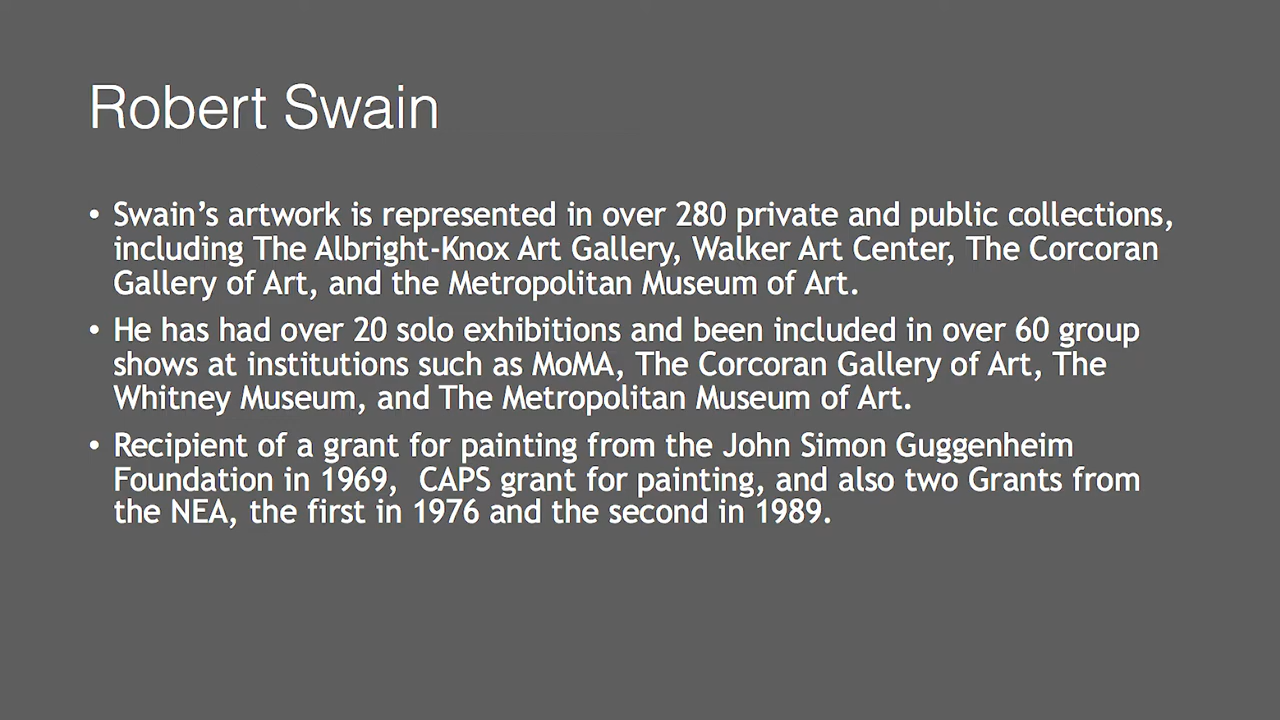 Robert Swain
• Swain’s artwork is represented in over 280 private and public collections,
including The Albright-Knox Art Gallery, Walker Art Center, The Corcoran
Gallery of Art, and the Metropolitan Museum of Art.
• He has had over 20 solo exhibitions and been included in over 60 group
shows at institutions such as MoMA, The Corcoran Gallery of Art, The
Whitney Museum, and The Metropolitan Museum of Art.
• Recipient of a grant for painting from the John Simon Guggenheim
Foundation in 1969,  CAPS grant for painting, and also two Grants from
the NEA, the first in 1976 and the second in 1989.